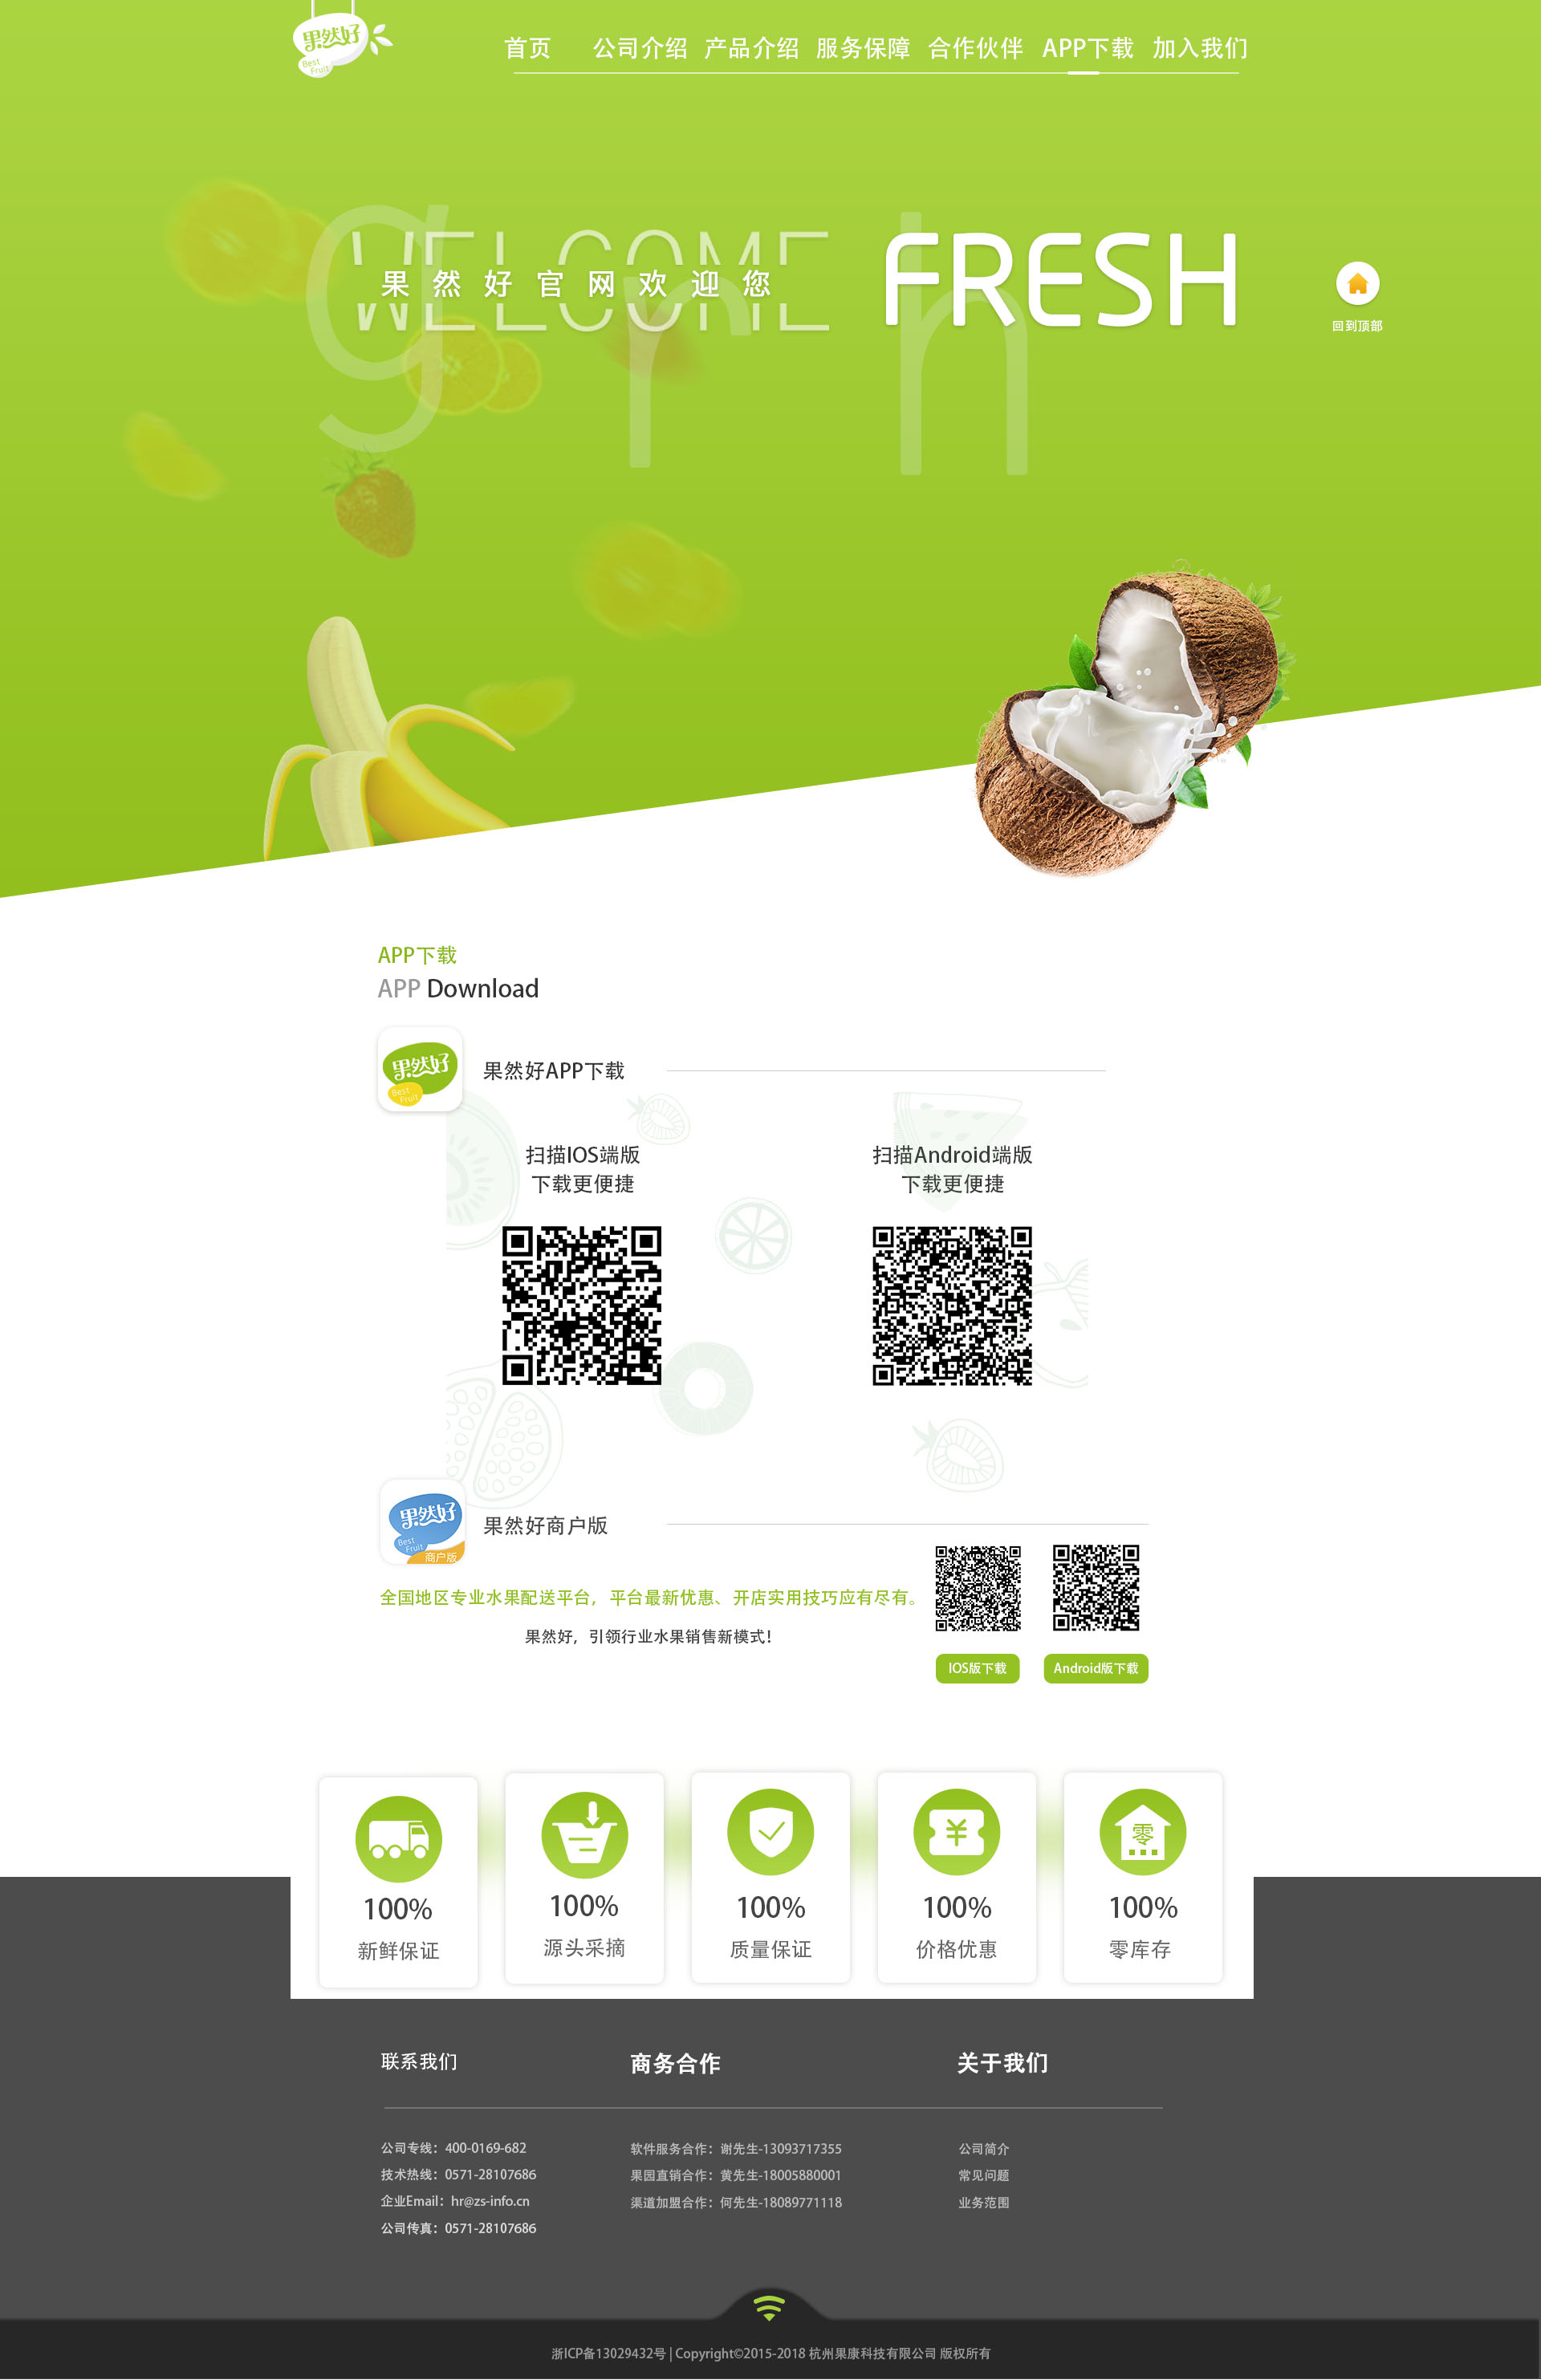 果然好
Best
Fruit
首页 公司介绍 产品介绍 服务保障 合作伙伴 APP下载 加入我们
grh
WELCOME
果然好官网欢迎您
FRESH
回到顶部
APP下载
APP Download
果然好
Best
Fruit
果然好APP下载
扫描IOS端版
下载更便捷
扫描Android端版
下载更便捷
果然好
Best
Fruit
商户版
果然好商户版
全国地区专业水果配送平台，平台最新优惠、开店实用技巧应有尽有。
果然好，引领行业水果销售新模式！
IOS版下载
Android版下载
¥
零
100% 100% 100% 100% 100%
新鲜保证 源头采摘 质量保证 价格优惠 零库存
联系我们 商务合作 关于我们
公司专线：400-0169-682
技术热线：0571-28107686
企业Email：hr@zs-info.cn
公司传真：0571-28107686
软件服务合作：谢先生-13093717355
果园直销合作：黄先生-18005880001
渠道加盟合作：何先生-18089771118
公司简介
常见问题
业务范围
浙ICP备13029432号 | Copyright©2015-2018 杭州果康科技有限公司 版权所有